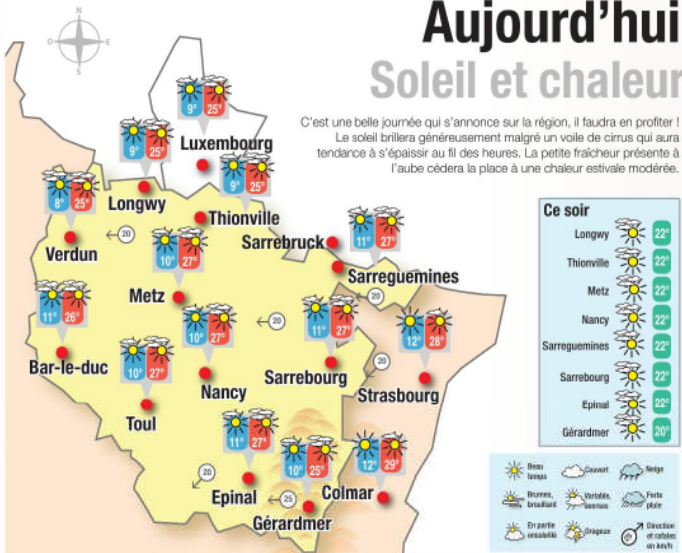 Aujourd'hui
Soleil et chaleur
C'est une belle journée qui s'annonce sur la région, il faudra en profiter !
Le soleil brillera généreusement malgré un voile de cirrus qui aura
tendance à s'épaissir au fil des heures. La petite fraîcheur présente à
l'aube cédera la place à une chaleur estivale modérée.
N
O E
S
9° 25°
Luxembourg
9° 25°
Longwy
9° 25°
Thionville
8° 25°
Verdun
20
Sarrebruck
11° 27°
Sarreguemines
20
10° 27°
Metz
11° 26°
Bar-le-duc
10° 27°
Nancy
20
11° 27°
Sarrebourg
12° 28°
Strasbourg
20
10° 27°
Toul
11° 27°
Epinal
20
10° 25°
Gérardmer
25
12° 29°
Colmar
Ce soir
Longwy 22°
Thionville 22°
Metz 22°
Nancy 22°
Sarreguemines 22°
Sarrebourg 22°
Epinal 22°
Gérardmer 20°
Beau
temps
Couvert
Neige
Brumes,
brouillard
Variable,
averses
Forte
pluie
En partie
ensoleillé
Orageux
Direction
et rafales
en km/h